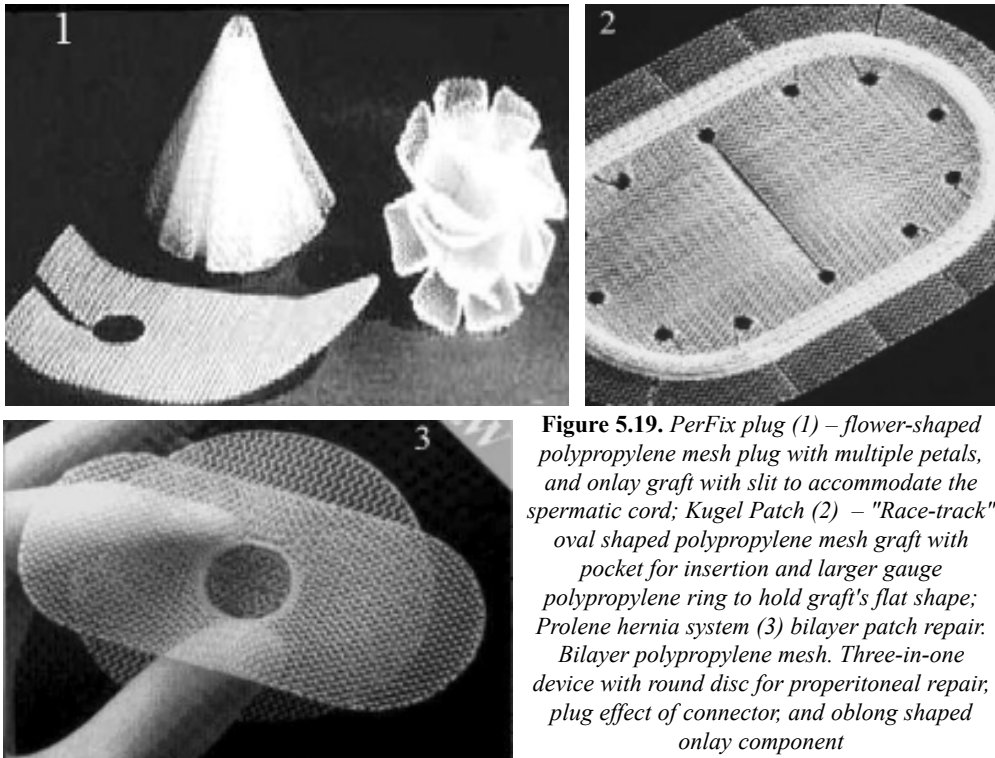 1
2
3
Figure 5.19. PerFix plug (1) – flower-shaped
polypropylene mesh plug with multiple petals,
and onlay graft with slit to accommodate the
spermatic cord; Kugel Patch (2) – "Race-track"
oval shaped polypropylene mesh graft with
pocket for insertion and larger gauge
polypropylene ring to hold graft's flat shape;
Prolene hernia system (3) bilayer patch repair.
Bilayer polypropylene mesh. Three-in-one
device with round disc for properitoneal repair,
plug effect of connector, and oblong shaped
onlay component